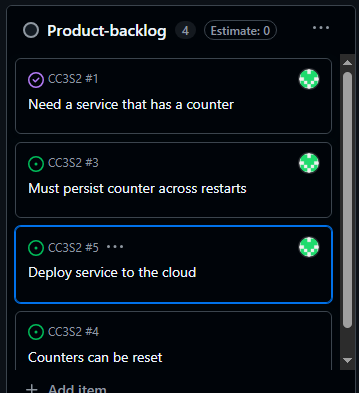 Product-backlog 4 Estimate: 0
CC3S2 #1
Need a service that has a counter
CC3S2 #3
Must persist counter across restarts
CC3S2 #5
Deploy service to the cloud
CC3S2 #4
Counters can be reset
+ Add item